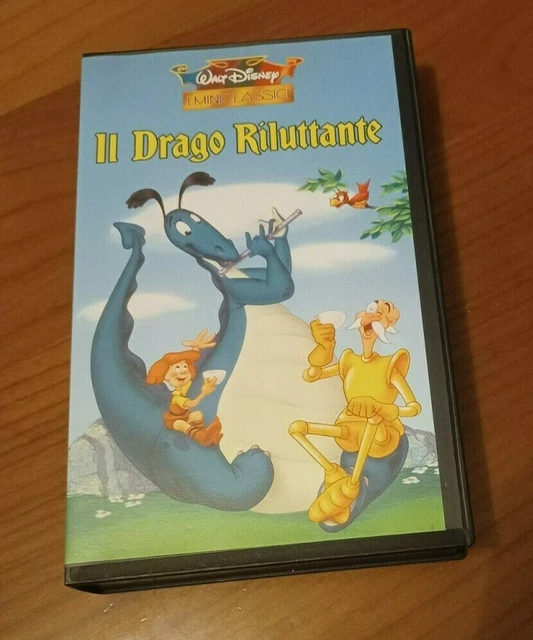 Walt Disney
I MINI CLASSICI
Il Drago Riluttante